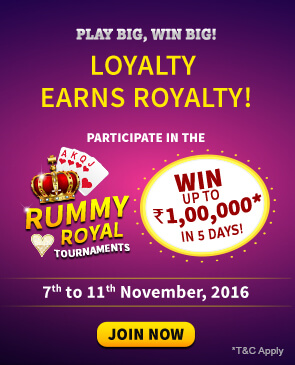 PLAY BIG, WIN BIG!
LOYALTY
EARNS ROYALTY!
PARTICIPATE IN THE
A K Q J
RUMMY
ROYAL
TOURNAMENTS
WIN
UP TO
₹1,00,000*
IN 5 DAYS!
7th to 11th November, 2016
JOIN NOW
*T&C Apply